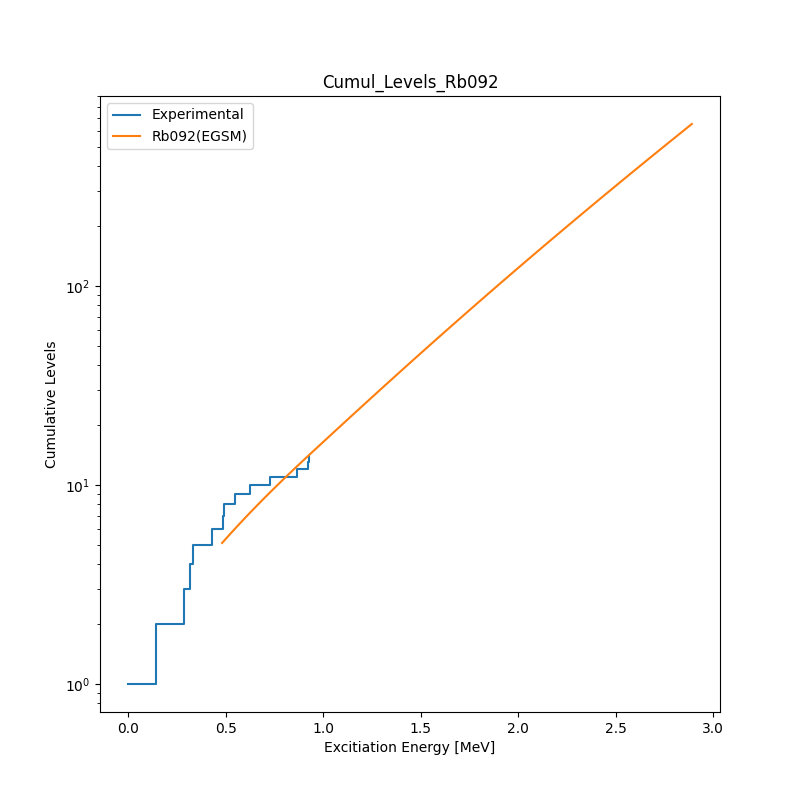 Cumul_Levels_Rb092
Experimental
Rb092(EGSM)
Cumulative Levels
10²
10¹
10⁰
0.0 0.5 1.0 1.5 2.0 2.5 3.0
Excitiation Energy [MeV]